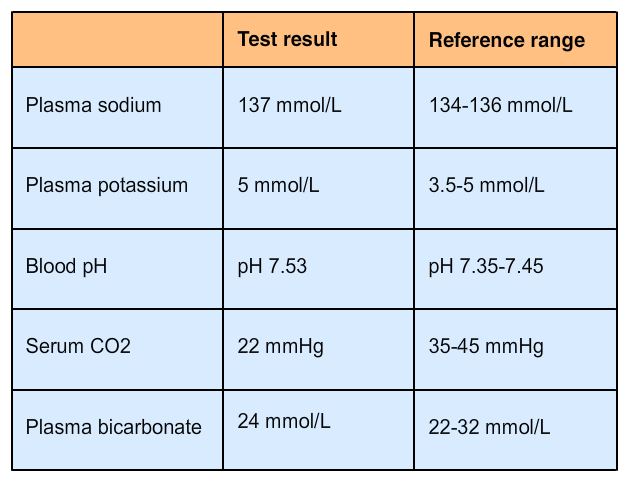 Test result Reference range
Plasma sodium 137 mmol/L 134-136 mmol/L
Plasma potassium 5 mmol/L 3.5-5 mmol/L
Blood pH pH 7.53 pH 7.35-7.45
Serum CO2 22 mmHg 35-45 mmHg
Plasma bicarbonate 24 mmol/L 22-32 mmol/L